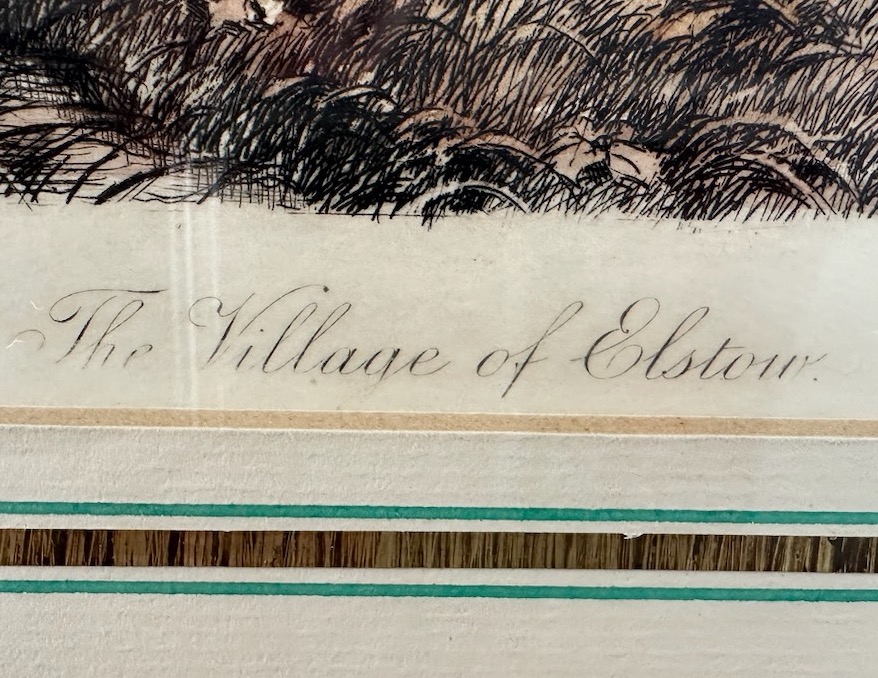 The Village of Elstow.